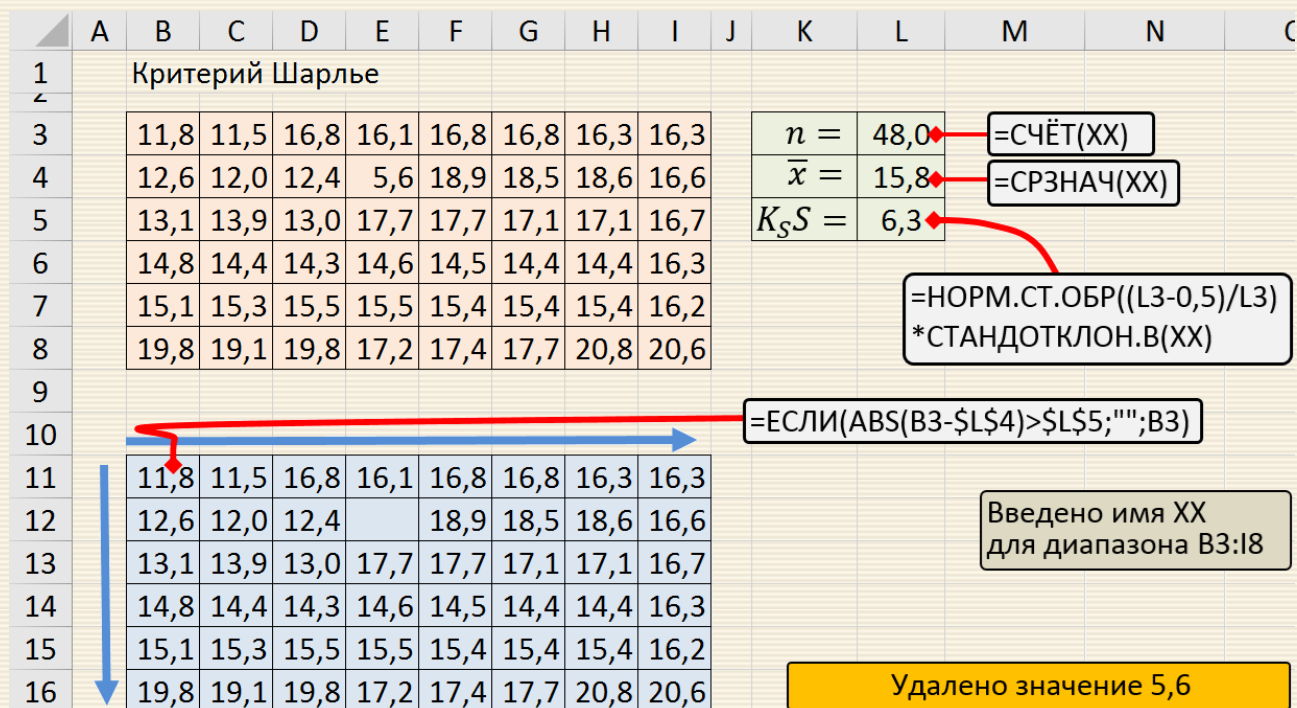 A B C D E F G H I J K L M N
1 Критерий Шарлье
2
3 11,8 11,5 16,8 16,1 16,8 16,8 16,3 16,3 n = 48,0 =СЧЁТ(XX)
4 12,6 12,0 12,4 5,6 18,9 18,5 18,6 16,6 x̅ = 15,8 =СРЗНАЧ(XX)
5 13,1 13,9 13,0 17,7 17,7 17,1 17,1 16,7 K_S S = 6,3
6 14,8 14,4 14,3 14,6 14,5 14,4 14,4 16,3
=НОРМ.СТ.ОБР((L3-0,5)/L3)
7 15,1 15,3 15,5 15,5 15,4 15,4 15,4 16,2
*СТАНДОТКЛОН.В(XX)
8 19,8 19,1 19,8 17,2 17,4 17,7 20,8 20,6
9
10 =ЕСЛИ(ABS(B3-$L$4)>$L$5;"";B3)
11 11,8 11,5 16,8 16,1 16,8 16,8 16,3 16,3
12 12,6 12,0 12,4 18,9 18,5 18,6 16,6 Введено имя XX
13 13,1 13,9 13,0 17,7 17,7 17,1 17,1 16,7 для диапазона B3:I8
14 14,8 14,4 14,3 14,6 14,5 14,4 14,4 16,3
15 15,1 15,3 15,5 15,5 15,4 15,4 15,4 16,2
16 19,8 19,1 19,8 17,2 17,4 17,7 20,8 20,6 Удалено значение 5,6